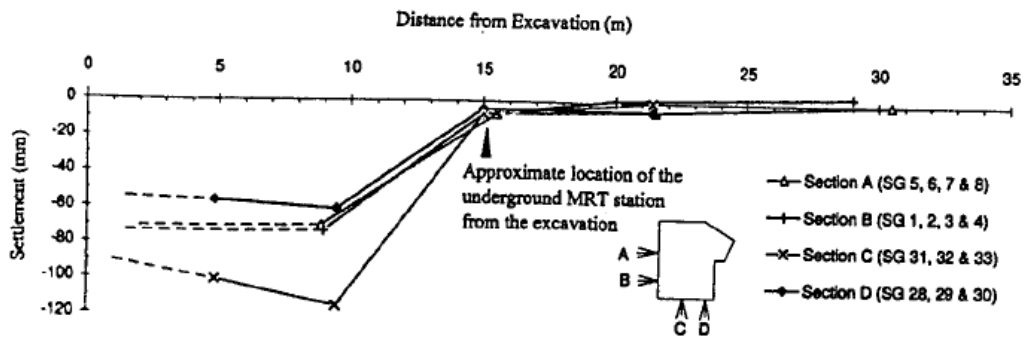 Distance from Excavation (m)
0 5 10 15 20 25 30 35
0
-20
-40
-60
-80
-100
-120
Settlement (mm)
Approximate location of the
underground MRT station
from the excavation
A
B
C D
Section A (SG 5, 6, 7 & 8)
Section B (SG 1, 2, 3 & 4)
Section C (SG 31, 32 & 33)
Section D (SG 28, 29 & 30)